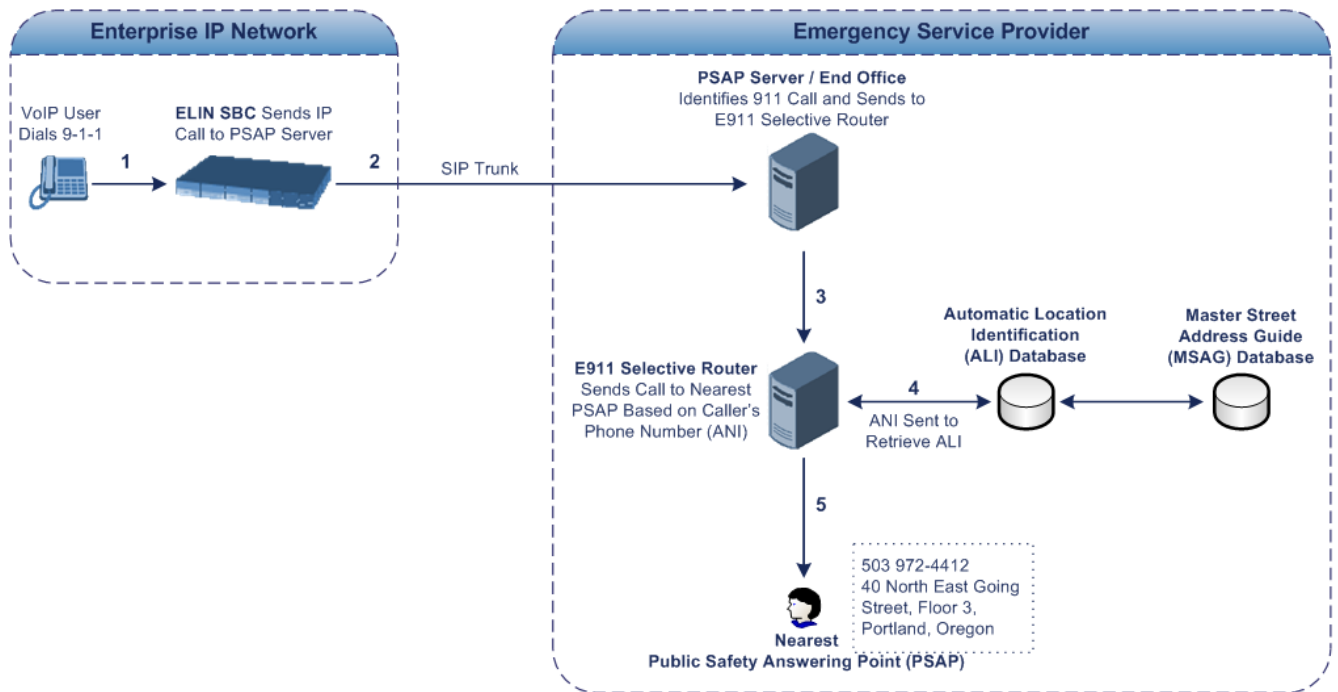 Enterprise IP Network
VoIP User
Dials 9-1-1
ELIN SBC Sends IP
Call to PSAP Server
1
2
SIP Trunk
Emergency Service Provider
PSAP Server / End Office
Identifies 911 Call and Sends to
E911 Selective Router
3
E911 Selective Router
Sends Call to Nearest
PSAP Based on Caller's
Phone Number (ANI)
4
ANI Sent to
Retrieve ALI
Automatic Location
Identification
(ALI) Database
Master Street
Address Guide
(MSAG) Database
5
503 972-4412
40 North East Going
Street, Floor 3,
Portland, Oregon
Nearest
Public Safety Answering Point (PSAP)